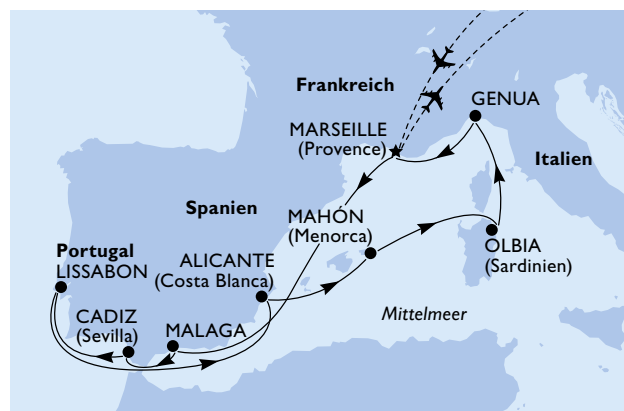 Frankreich
GENUA
MARSEILLE
(Provence)
Italien
Spanien
MAHÓN
(Menorca)
Portugal
LISSABON
ALICANTE
(Costa Blanca)
OLBIA
(Sardinien)
CADIZ
(Sevilla)
MALAGA
Mittelmeer